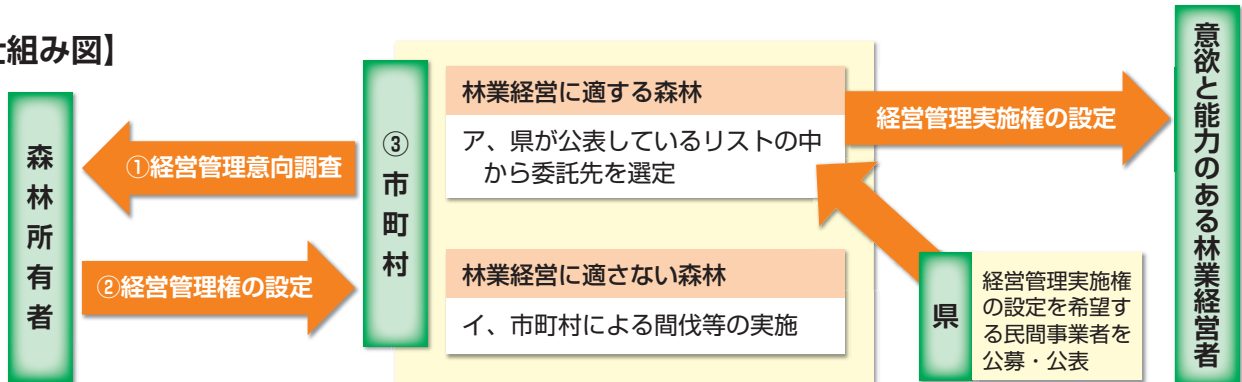 組み図】
森林所有者
①経営管理意向調査
②経営管理権の設定
③市町村
林業経営に適する森林
ア、県が公表しているリストの中
から委託先を選定
林業経営に適さない森林
イ、市町村による間伐等の実施
経営管理実施権の設定
県
経営管理実施権
の設定を希望す
る民間事業者を
公募・公表
意欲と能力のある林業経営者